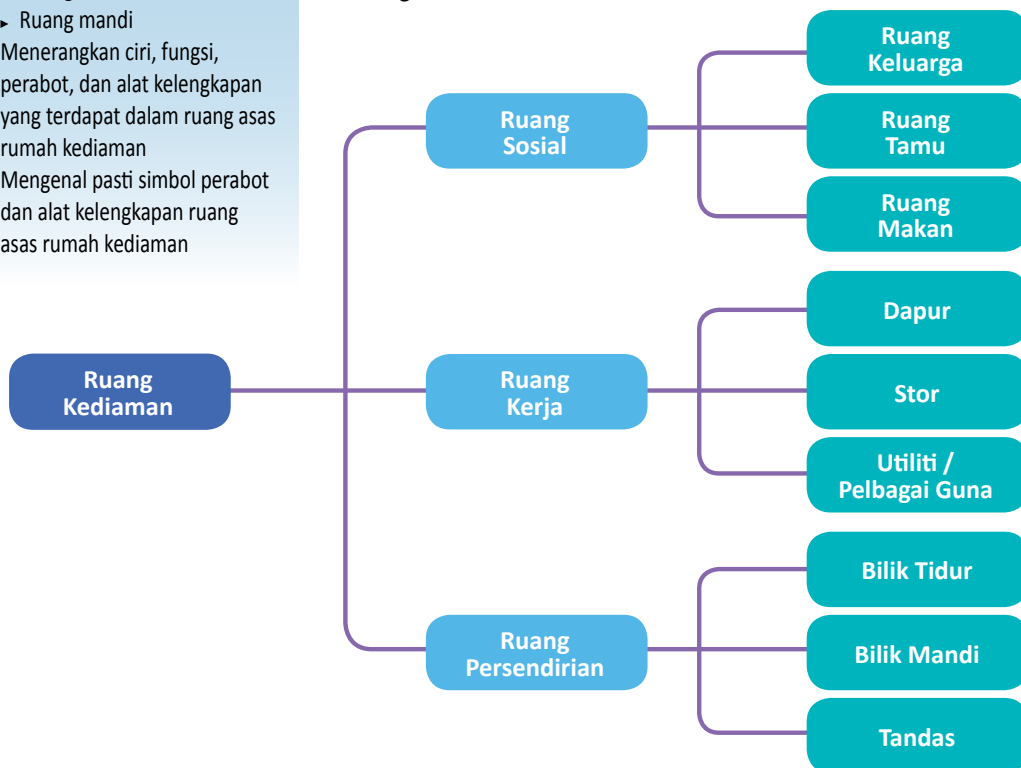 ► Ruang mandi
Menerangkan ciri, fungsi,
perabot, dan alat kelengkapan
yang terdapat dalam ruang asas
rumah kediaman
Mengenal pasti simbol perabot
dan alat kelengkapan ruang
asas rumah kediaman
Ruang
Kediaman
Ruang
Sosial
Ruang
Keluarga
Ruang
Tamu
Ruang
Makan
Ruang
Kerja
Dapur
Stor
Utiliti /
Pelbagai Guna
Ruang
Persendirian
Bilik Tidur
Bilik Mandi
Tandas